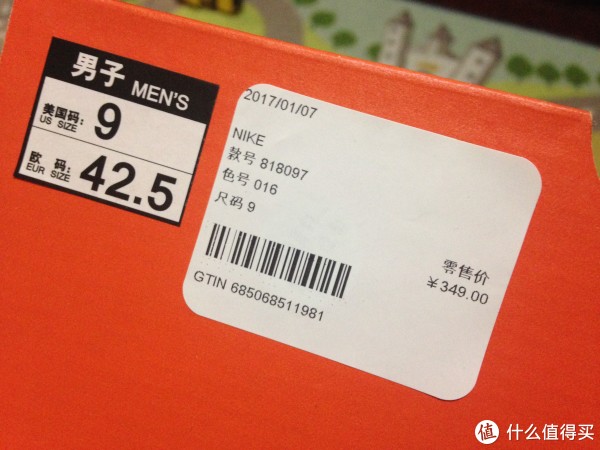 男子 MEN'S
美国码: 9
US SIZE
欧 码: 42.5
EUR SIZE
2017/01/07
NIKE
款号 818097
色号 016
尺码 9
零售价
¥349.00
GTIN 685068511981
值 什么值得买